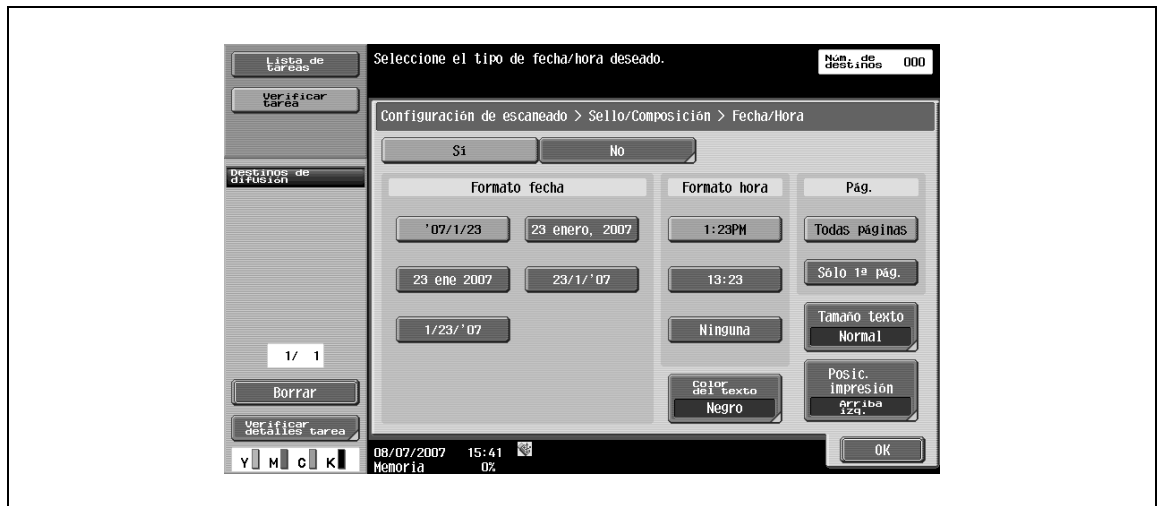 Lista de
tareas
Verificar
tarea
Destinos de
difusión
1/ 1
Borrar
Verificar
detalles tarea
Y M C K
Seleccione el tipo de fecha/hora deseado.
Núm. de
destinos 000
Configuración de escaneado > Sello/Composición > Fecha/Hora
Sí No
Formato fecha Formato hora Pág.
'07/1/23 23 enero, 2007 1:23PM Todas páginas
23 ene 2007 23/1/'07 13:23 Sólo 1ª pág.
1/23/'07 Ninguna Tamaño texto
Normal
Color
del texto
Negro
Posic.
impresión
Arriba
izq.
08/07/2007 15:41
Memoria 0%
OK